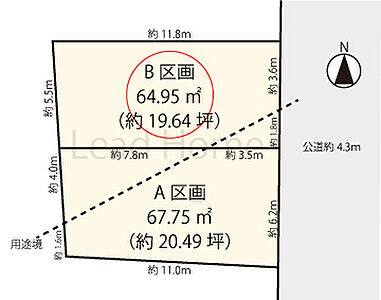 約 11.8m
N
B 区画
64.95 ㎡
(約 19.64 坪)
約 5.5m
約 3.6m
約 1.8m
Lead Home
公道約 4.3m
約 7.8m
約 3.5m
約 4.0m
A 区画
67.75 ㎡
(約 20.49 坪)
約 6.2m
用途境
約 1.6m
約 11.0m